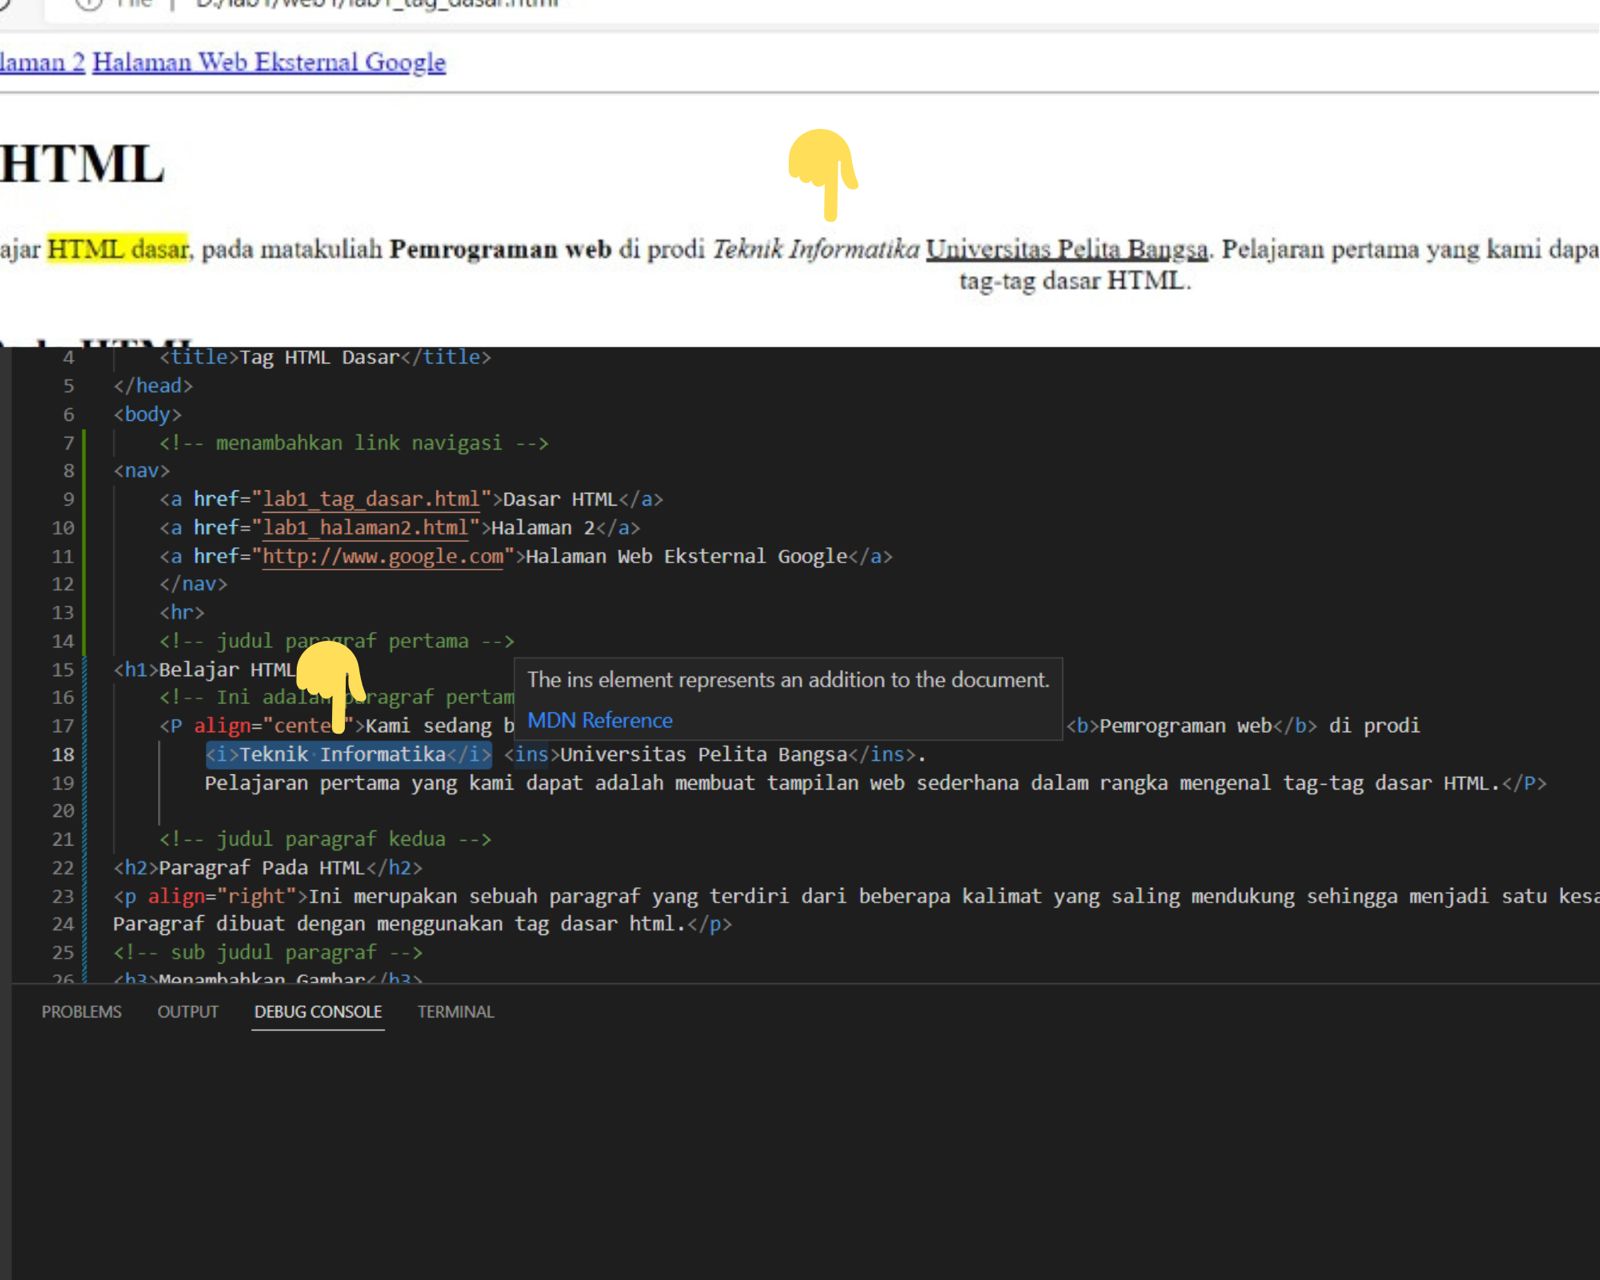 File | D:/lab1/web1/lab1_tag_dasar.html
laman 2 Halaman Web Eksternal Google
HTML
ajar HTML dasar, pada matakuliah Pemrograman web di prodi Teknik Informatika Universitas Pelita Bangsa. Pelajaran pertama yang kami dapa
tag-tag dasar HTML.
HTML
4 <title>Tag HTML Dasar</title>
5 </head>
6 <body>
7 <!-- menambahkan link navigasi -->
8 <nav>
9 <a href="lab1_tag_dasar.html">Dasar HTML</a>
10 <a href="lab1_halaman2.html">Halaman 2</a>
11 <a href="http://www.google.com">Halaman Web Eksternal Google</a>
12 </nav>
13 <hr>
14 <!-- judul paragraf pertama -->
15 <h1>Belajar HTML
16 <!-- Ini adalah paragraf pertam
The ins element represents an addition to the document.
MDN Reference
17 <P align="center">Kami sedang b <b>Pemrograman web</b> di prodi
18 <i>Teknik Informatika</i> <ins>Universitas Pelita Bangsa</ins>.
19 Pelajaran pertama yang kami dapat adalah membuat tampilan web sederhana dalam rangka mengenal tag-tag dasar HTML.</P>
20
21 <!-- judul paragraf kedua -->
22 <h2>Paragraf Pada HTML</h2>
23 <p align="right">Ini merupakan sebuah paragraf yang terdiri dari beberapa kalimat yang saling mendukung sehingga menjadi satu kesa
24 Paragraf dibuat dengan menggunakan tag dasar html.</p>
25 <!-- sub judul paragraf -->
26 <h3>Menambahkan Gambar</h3>
PROBLEMS OUTPUT DEBUG CONSOLE TERMINAL